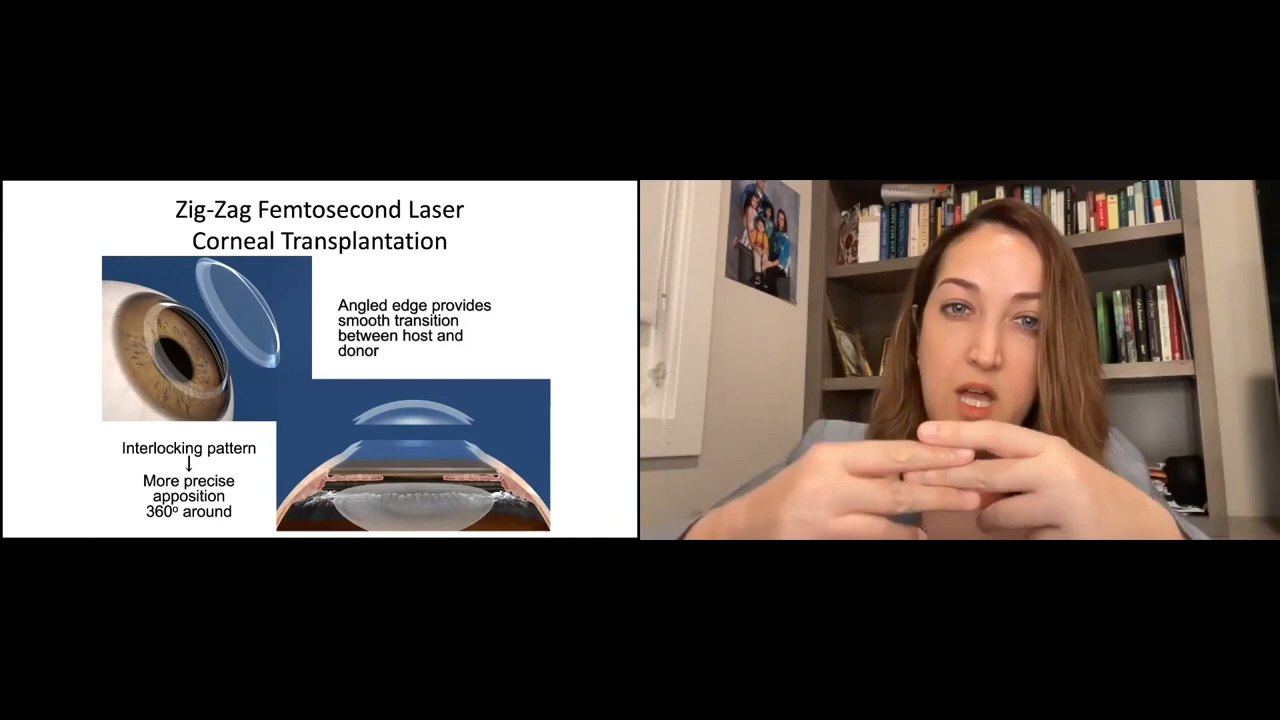 Zig-Zag Femtosecond Laser
Corneal Transplantation
Angled edge provides
smooth transition
between host and
donor
Interlocking pattern
↓
More precise
apposition
360º around